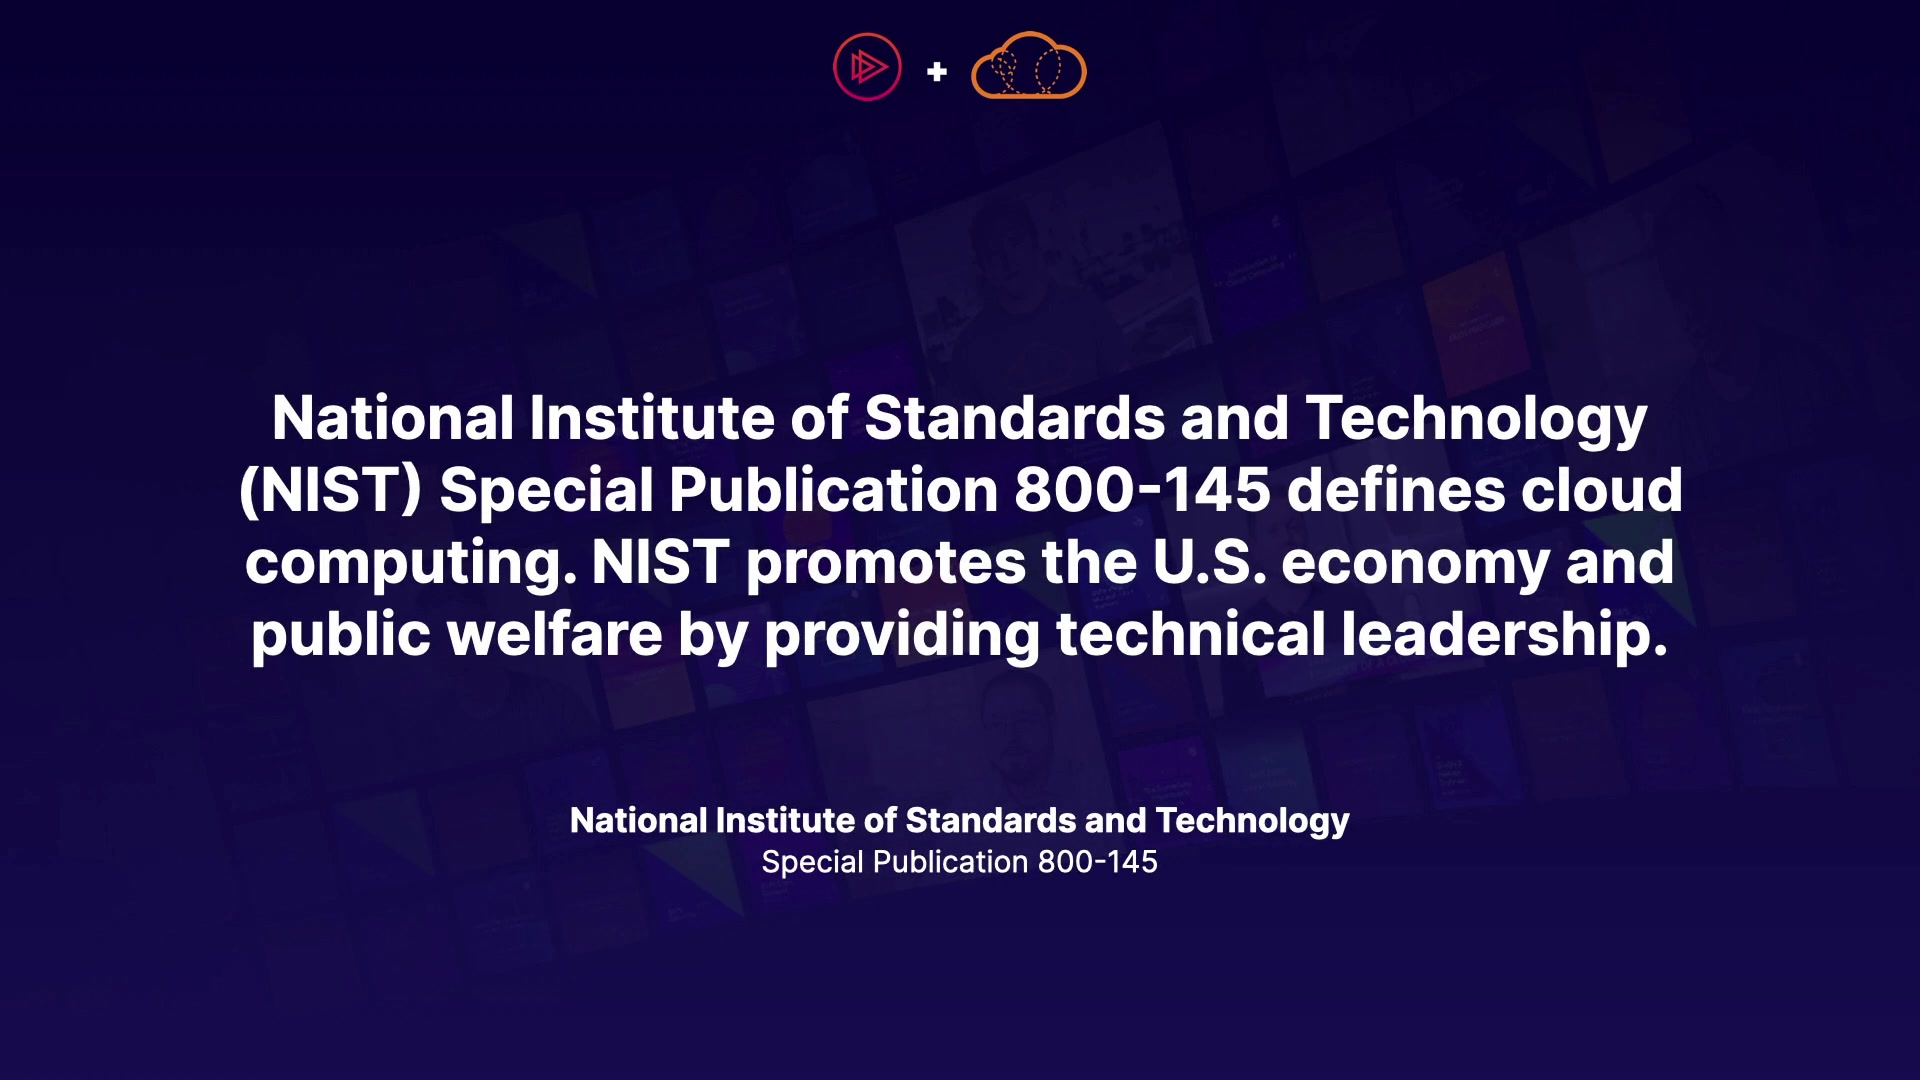 National Institute of Standards and Technology
(NIST) Special Publication 800-145 defines cloud
computing. NIST promotes the U.S. economy and
public welfare by providing technical leadership.
National Institute of Standards and Technology
Special Publication 800-145